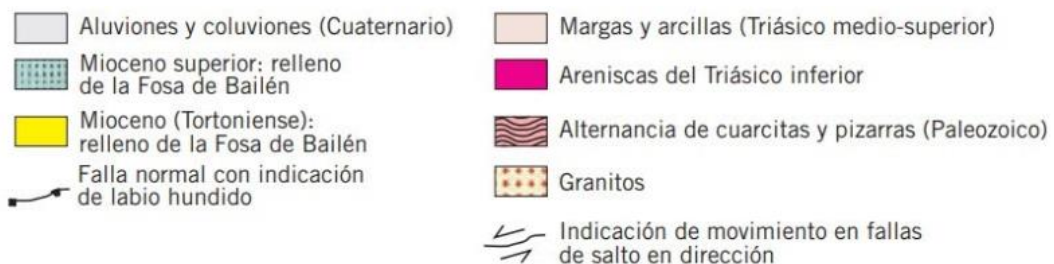 Aluviones y coluviones (Cuaternario)
Mioceno superior: relleno
de la Fosa de Bailén
Mioceno (Tortoniense):
relleno de la Fosa de Bailén
Falla normal con indicación
de labio hundido
Margas y arcillas (Triásico medio-superior)
Areniscas del Triásico inferior
Alternancia de cuarcitas y pizarras (Paleozoico)
Granitos
Indicación de movimiento en fallas
de salto en dirección